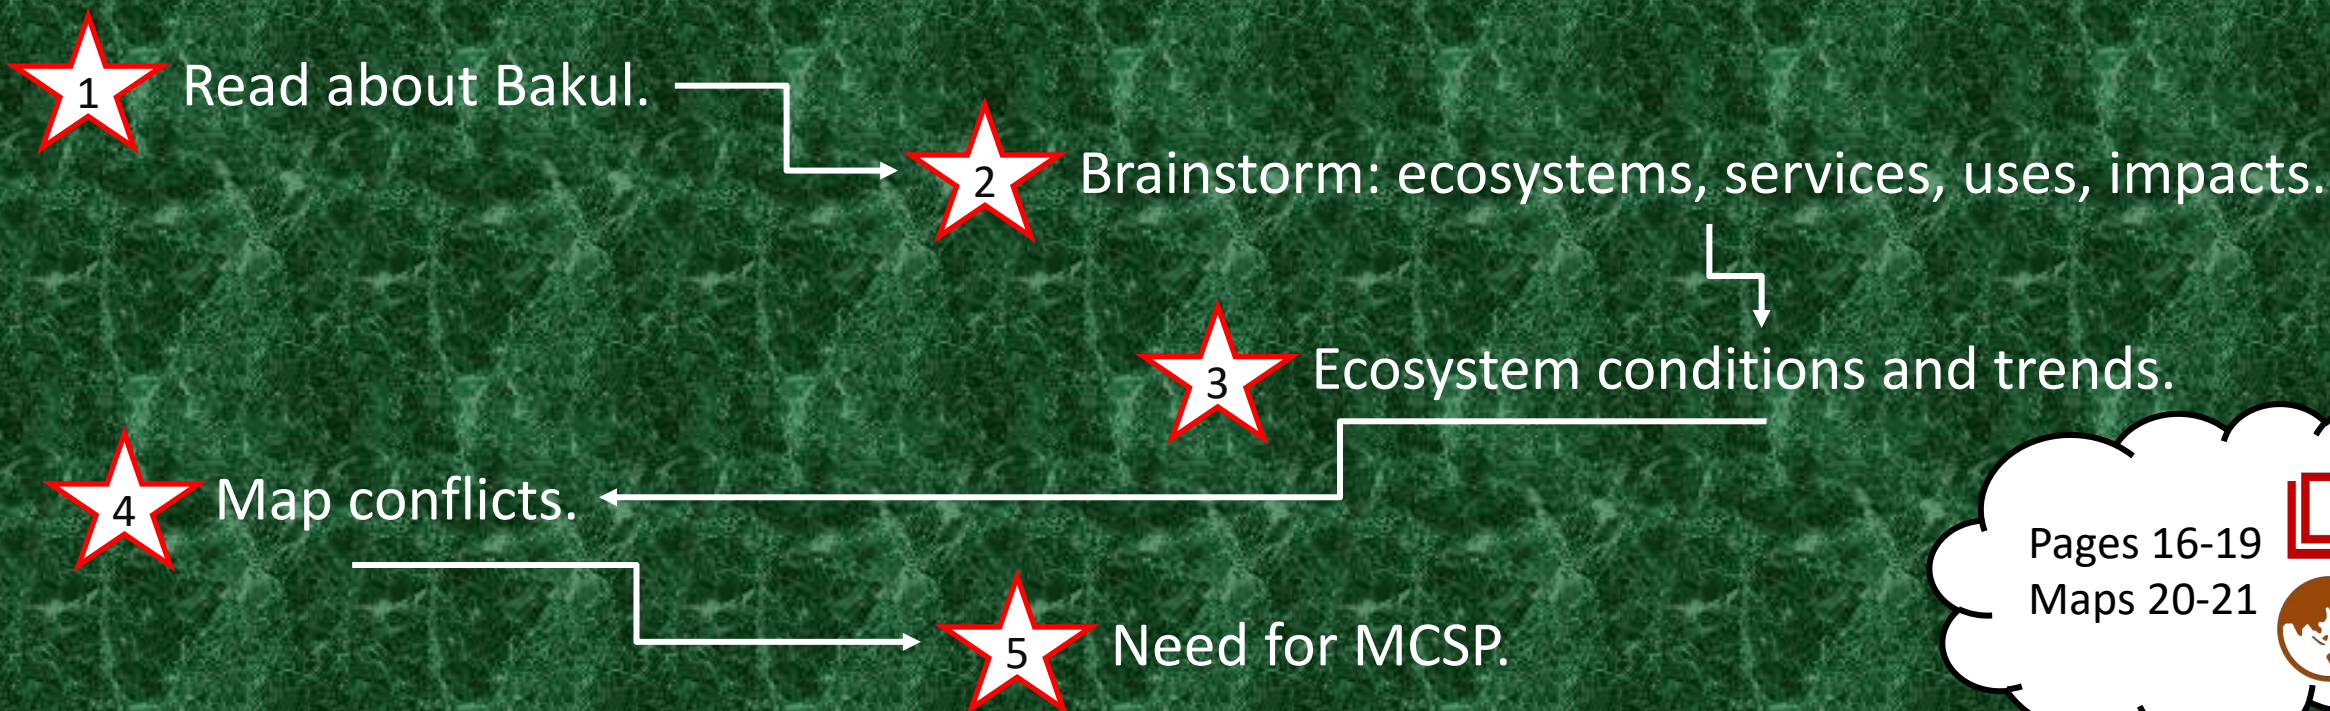 1 Read about Bakul.
2 Brainstorm: ecosystems, services, uses, impacts.
3 Ecosystem conditions and trends.
4 Map conflicts.
Pages 16-19
Maps 20-21
5 Need for MCSP.